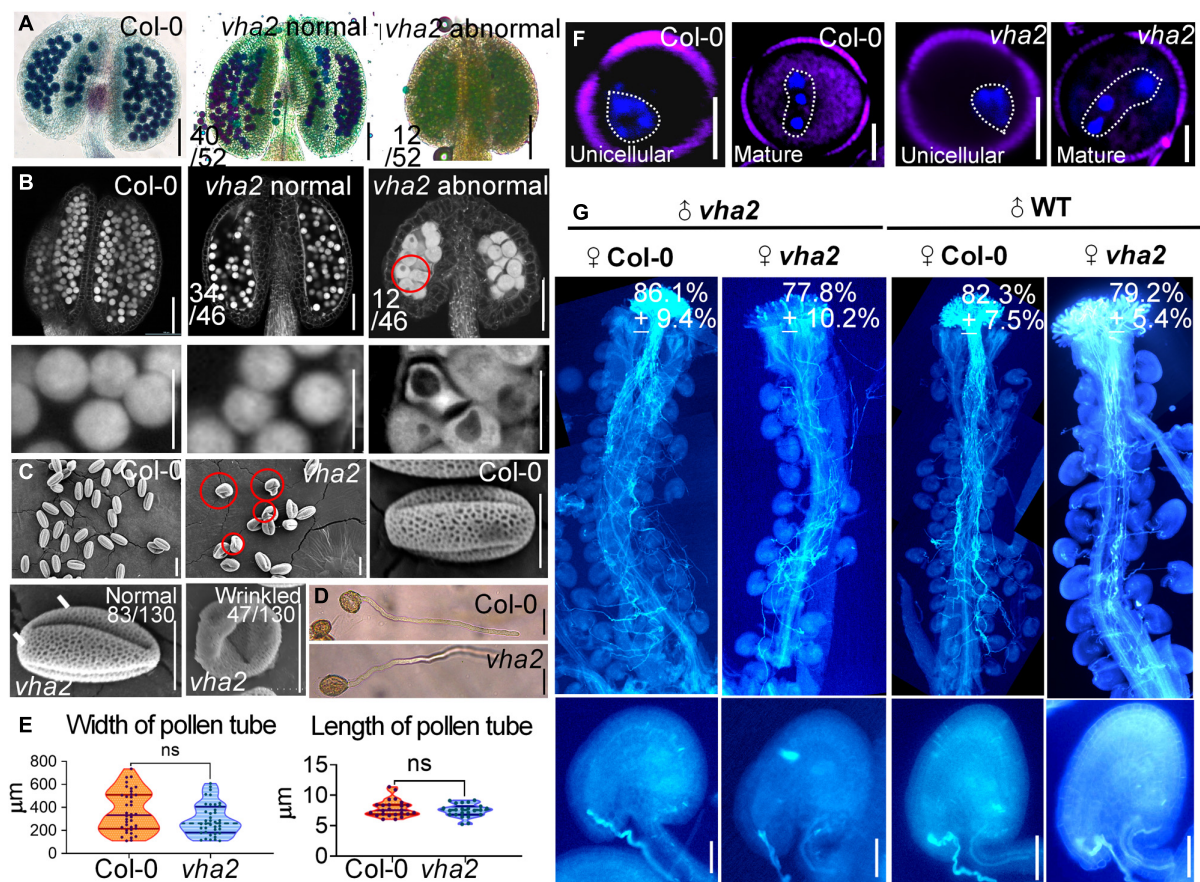 A
Col-0
vha2 normal
40
/52
vha2 abnormal
12
/52
B
Col-0
vha2 normal
34
/46
vha2 abnormal
12
/46
C
Col-0
vha2
Col-0
Normal
83/130
vha2
Wrinkled
47/130
vha2
D
Col-0
vha2
E
Width of pollen tube
ns
μm
800
600
400
200
0
Col-0 vha2
Length of pollen tube
ns
μm
15
10
5
0
Col-0 vha2
F
Col-0
Unicellular
Col-0
Mature
vha2
Unicellular
vha2
Mature
G
♂ vha2
♂ WT
♀ Col-0
♀ vha2
♀ Col-0
♀ vha2
86.1%
± 9.4%
77.8%
± 10.2%
82.3%
± 7.5%
79.2%
± 5.4%